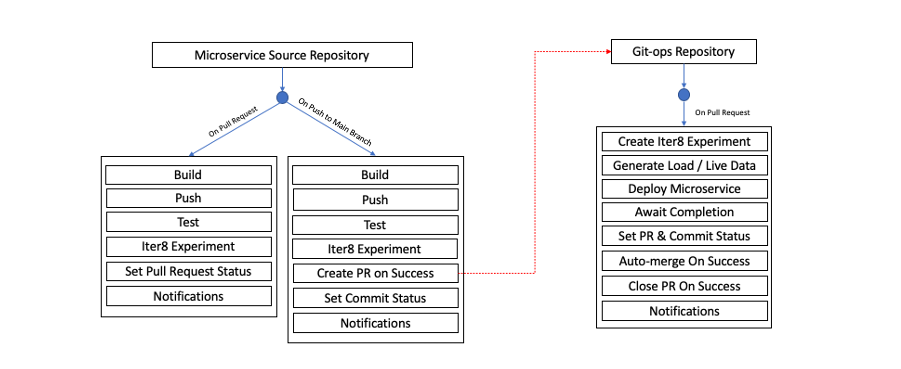 Microservice Source Repository
On Pull Request
On Push to Main Branch
Build
Push
Test
Iter8 Experiment
Set Pull Request Status
Notifications
Build
Push
Test
Iter8 Experiment
Create PR on Success
Set Commit Status
Notifications
Git-ops Repository
On Pull Request
Create Iter8 Experiment
Generate Load / Live Data
Deploy Microservice
Await Completion
Set PR & Commit Status
Auto-merge On Success
Close PR On Success
Notifications